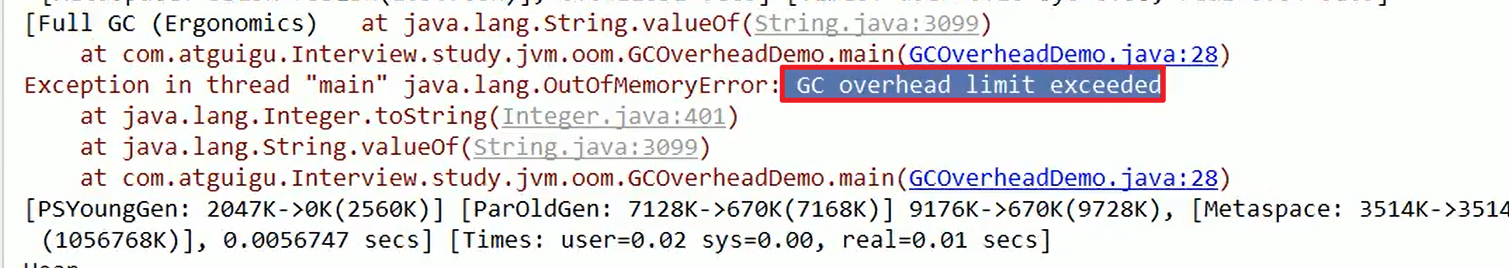 [Full GC (Ergonomics)   at java.lang.String.valueOf(String.java:3099)
    at com.atguigu.Interview.study.jvm.oom.GCOverheadDemo.main(GCOverheadDemo.java:28)
Exception in thread "main" java.lang.OutOfMemoryError: GC overhead limit exceeded
    at java.lang.Integer.toString(Integer.java:401)
    at java.lang.String.valueOf(String.java:3099)
    at com.atguigu.Interview.study.jvm.oom.GCOverheadDemo.main(GCOverheadDemo.java:28)
[PSYoungGen: 2047K->0K(2560K)] [ParOldGen: 7128K->670K(7168K)] 9176K->670K(9728K), [Metaspace: 3514K->3514
 (1056768K)], 0.0056747 secs] [Times: user=0.02 sys=0.00, real=0.01 secs]